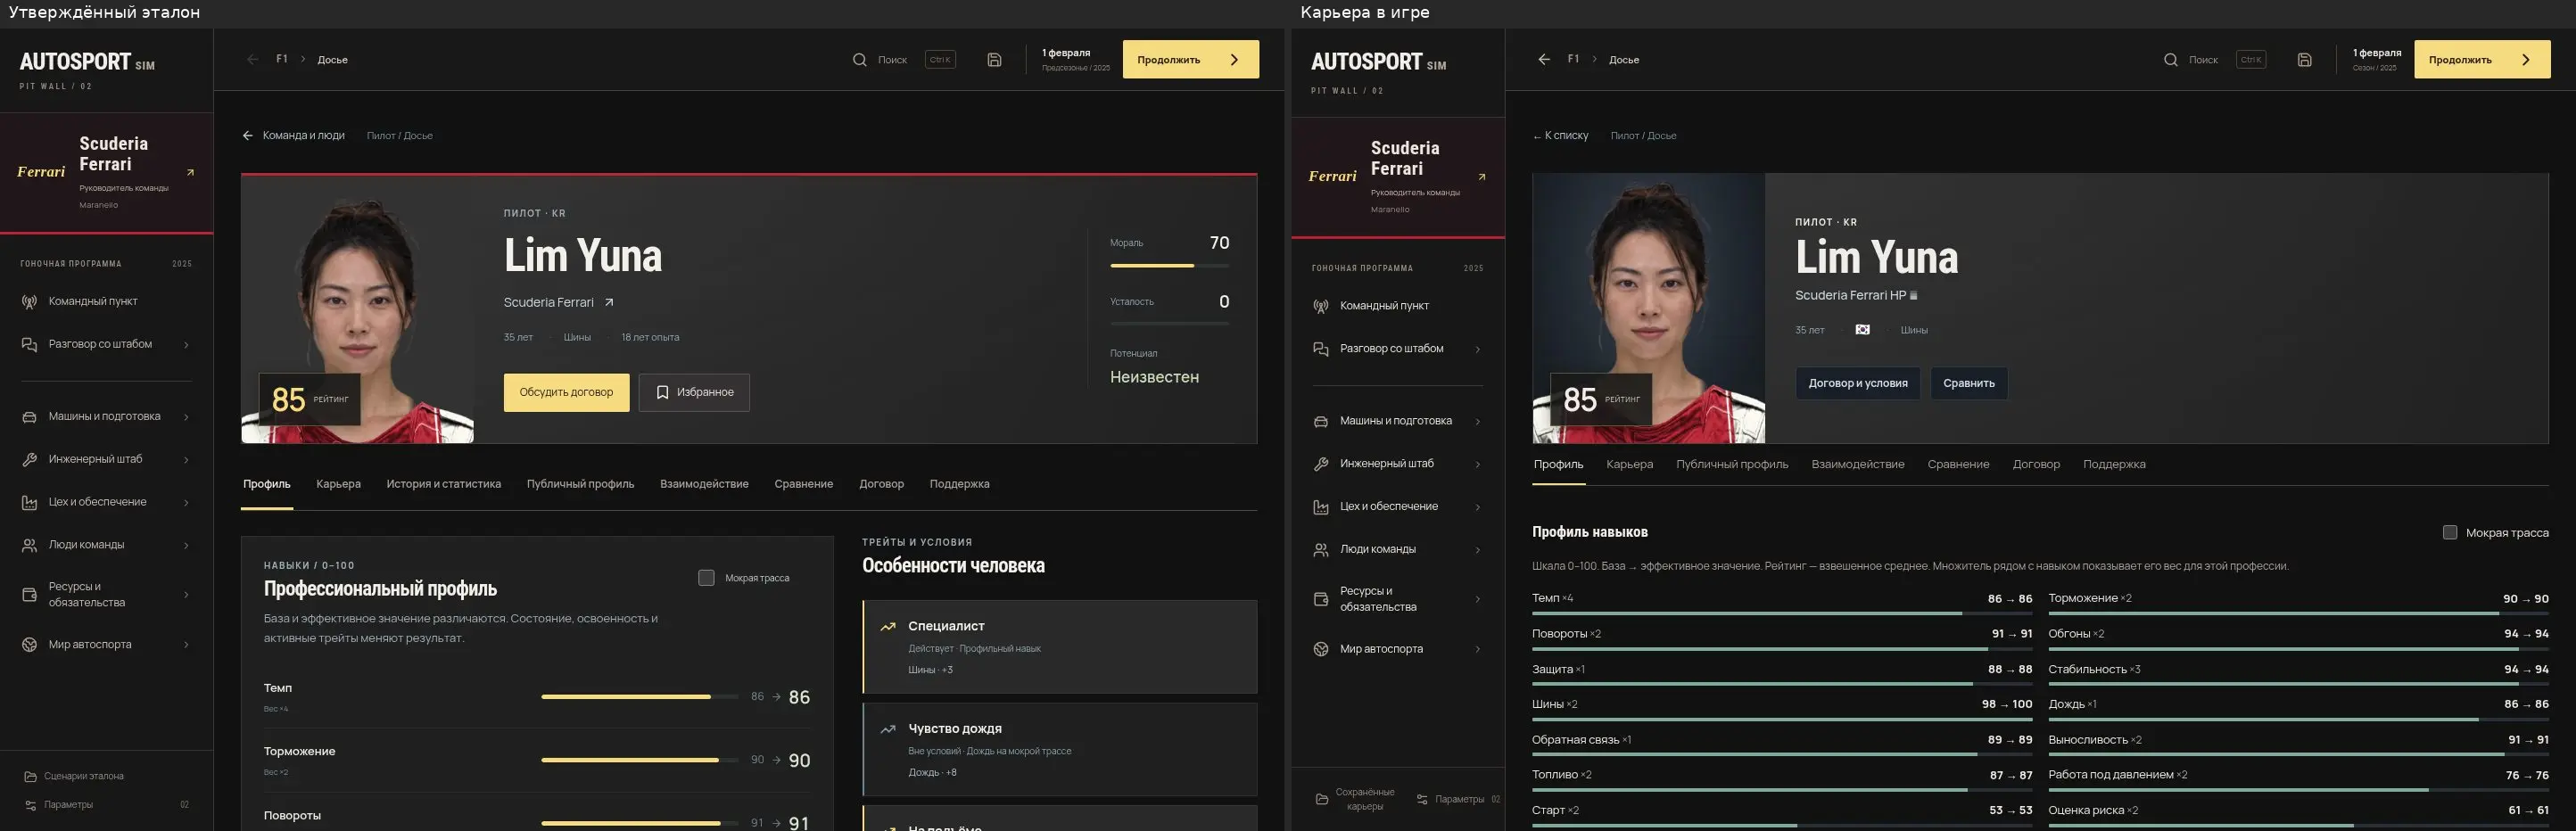 Утверждённый эталон
AUTOSPORT SIM
PIT WALL / 02
Ferrari
Scuderia
Ferrari
Руководитель команды
Maranello
ГОНОЧНАЯ ПРОГРАММА 2025
Командный пункт
Разговор со штабом
Машины и подготовка
Инженерный штаб
Цех и обеспечение
Люди команды
Ресурсы и
обязательства
Мир автоспорта
Сценарии эталона
Параметры 02
F1 Досье
Поиск Ctrl K
1 февраля
Предсезонье / 2025
Продолжить
Команда и люди Пилот / Досье
85 РЕЙТИНГ
ПИЛОТ · KR
Lim Yuna
Scuderia Ferrari
35 лет Шины 18 лет опыта
Обсудить договор Избранное
Мораль 70
Усталость 0
Потенциал
Неизвестен
Профиль Карьера История и статистика Публичный профиль Взаимодействие Сравнение Договор Поддержка
НАВЫКИ / 0–100
Профессиональный профиль
Мокрая трасса
База и эффективное значение различаются. Состояние, освоенность и
активные трейты меняют результат.
Темп
Вес ×4
86 → 86
Торможение
Вес ×2
90 → 90
Повороты
91 → 91
ТРЕЙТЫ И УСЛОВИЯ
Особенности человека
Специалист
Действует · Профильный навык
Шины · +3
Чувство дождя
Вне условий · Дождь на мокрой трассе
Дождь · +8
На подъёме
Карьера в игре
AUTOSPORT SIM
PIT WALL / 02
Ferrari
Scuderia
Ferrari
Руководитель команды
Maranello
ГОНОЧНАЯ ПРОГРАММА 2025
Командный пункт
Разговор со штабом
Машины и подготовка
Инженерный штаб
Цех и обеспечение
Люди команды
Ресурсы и
обязательства
Мир автоспорта
Сохранённые
карьеры
Параметры 02
F1 Досье
Поиск Ctrl K
1 февраля
Сезон / 2025
Продолжить
← К списку Пилот / Досье
85 РЕЙТИНГ
ПИЛОТ · KR
Lim Yuna
Scuderia Ferrari HP
35 лет Шины
Договор и условия Сравнить
Профиль Карьера Публичный профиль Взаимодействие Сравнение Договор Поддержка
Профиль навыков
Мокрая трасса
Шкала 0–100. База → эффективное значение. Рейтинг — взвешенное среднее. Множитель рядом с навыком показывает его вес для этой профессии.
Темп ×4 86 → 86
Торможение ×2 90 → 90
Повороты ×2 91 → 91
Обгоны ×2 94 → 94
Защита ×1 88 → 88
Стабильность ×3 94 → 94
Шины ×2 98 → 100
Дождь ×1 86 → 86
Обратная связь ×1 89 → 89
Выносливость ×2 91 → 91
Топливо ×2 87 → 87
Работа под давлением ×2 76 → 76
Старт ×2 53 → 53
Оценка риска ×2 61 → 61